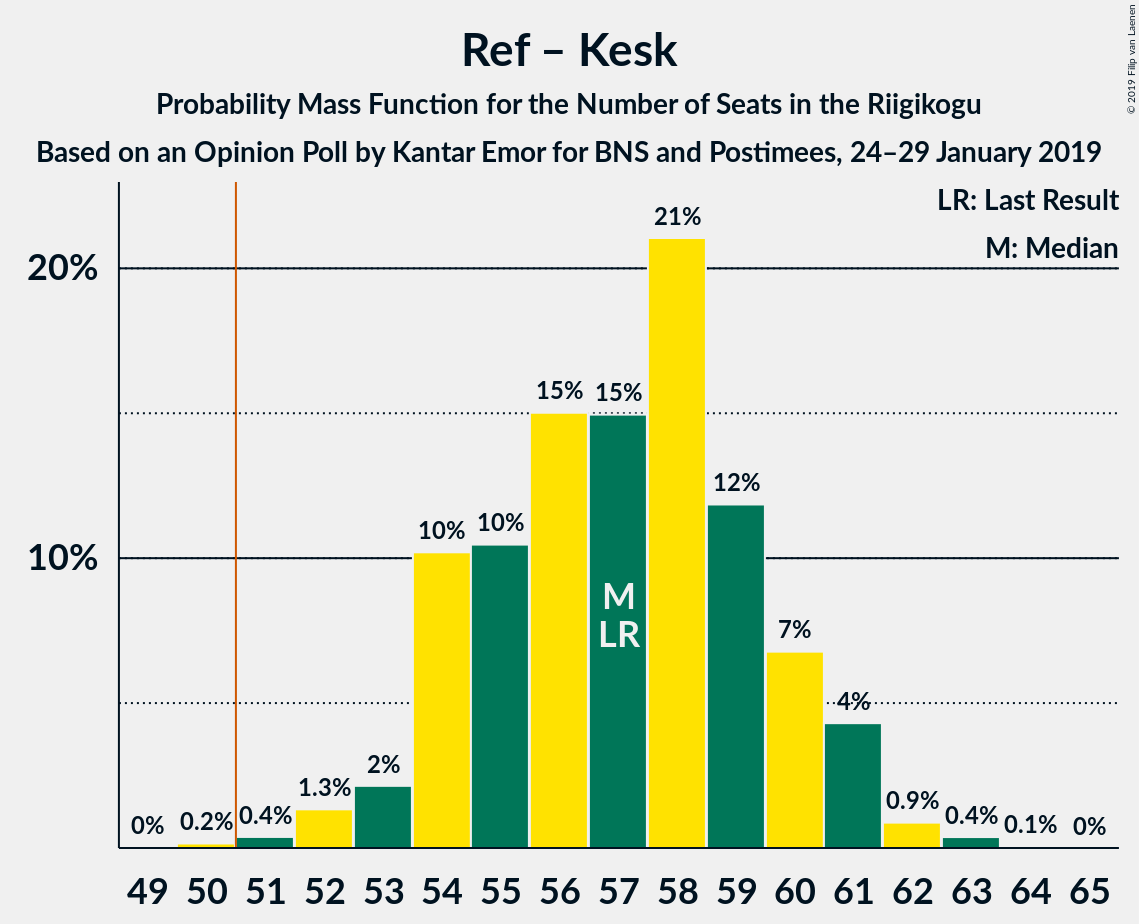 Ref – Kesk
Probability Mass Function for the Number of Seats in the Riigikogu
Based on an Opinion Poll by Kantar Emor for BNS and Postimees, 24–29 January 2019
© 2019 Filip van Laenen
LR: Last Result
M: Median
20%
10%
0% 0.2% 0.4% 1.3% 2% 10% 10% 15% 15% 21% 12% 7% 4% 0.9% 0.4% 0.1% 0%
M
LR
49 50 51 52 53 54 55 56 57 58 59 60 61 62 63 64 65